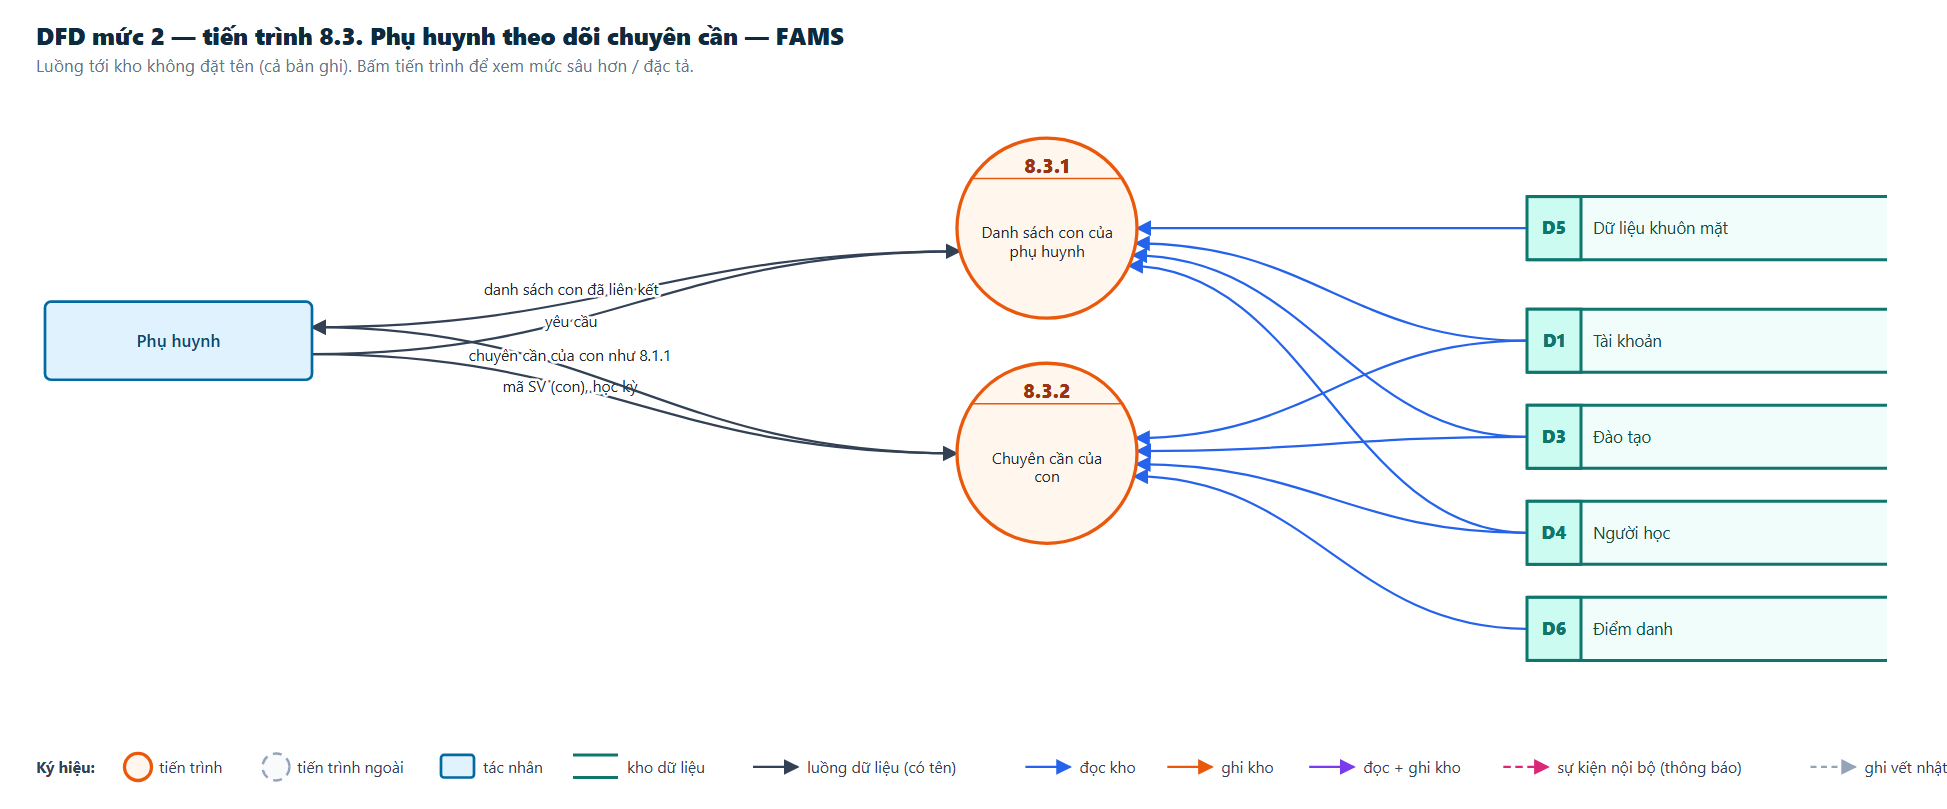 DFD mức 2 — tiến trình 8.3. Phụ huynh theo dõi chuyên cần — FAMS
Luồng tới kho không đặt tên (cả bản ghi). Bấm tiến trình để xem mức sâu hơn / đặc tả.
8.3.1
Danh sách con của
phụ huynh
D5 Dữ liệu khuôn mặt
danh sách con đã liên kết
yêu cầu
Phụ huynh
D1 Tài khoản
chuyên cần của con như 8.1.1
mã SV (con), học kỳ
8.3.2
Chuyên cần của
con
D3 Đào tạo
D4 Người học
D6 Điểm danh
Ký hiệu: tiến trình tiến trình ngoài tác nhân kho dữ liệu luồng dữ liệu (có tên) đọc kho ghi kho đọc + ghi kho sự kiện nội bộ (thông báo) ghi vết nhật